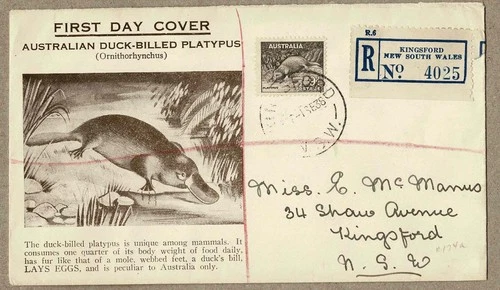 FIRST DAY COVER
AUSTRALIAN DUCK-BILLED PLATYPUS
(Ornithorhynchus)
The duck-billed platypus is unique among mammals. It
consumes one quarter of its body weight of food daily,
has fur like that of a mole, webbed feet, a duck's bill,
LAYS EGGS, and is peculiar to Australia only.
AUSTRALIA
PLATYPUS
POSTAGE
R.6
R
KINGSFORD
NEW SOUTH WALES
No. 4025
Miss. E. McManus
34 Shaw Avenue
Kingsford
N. S. W